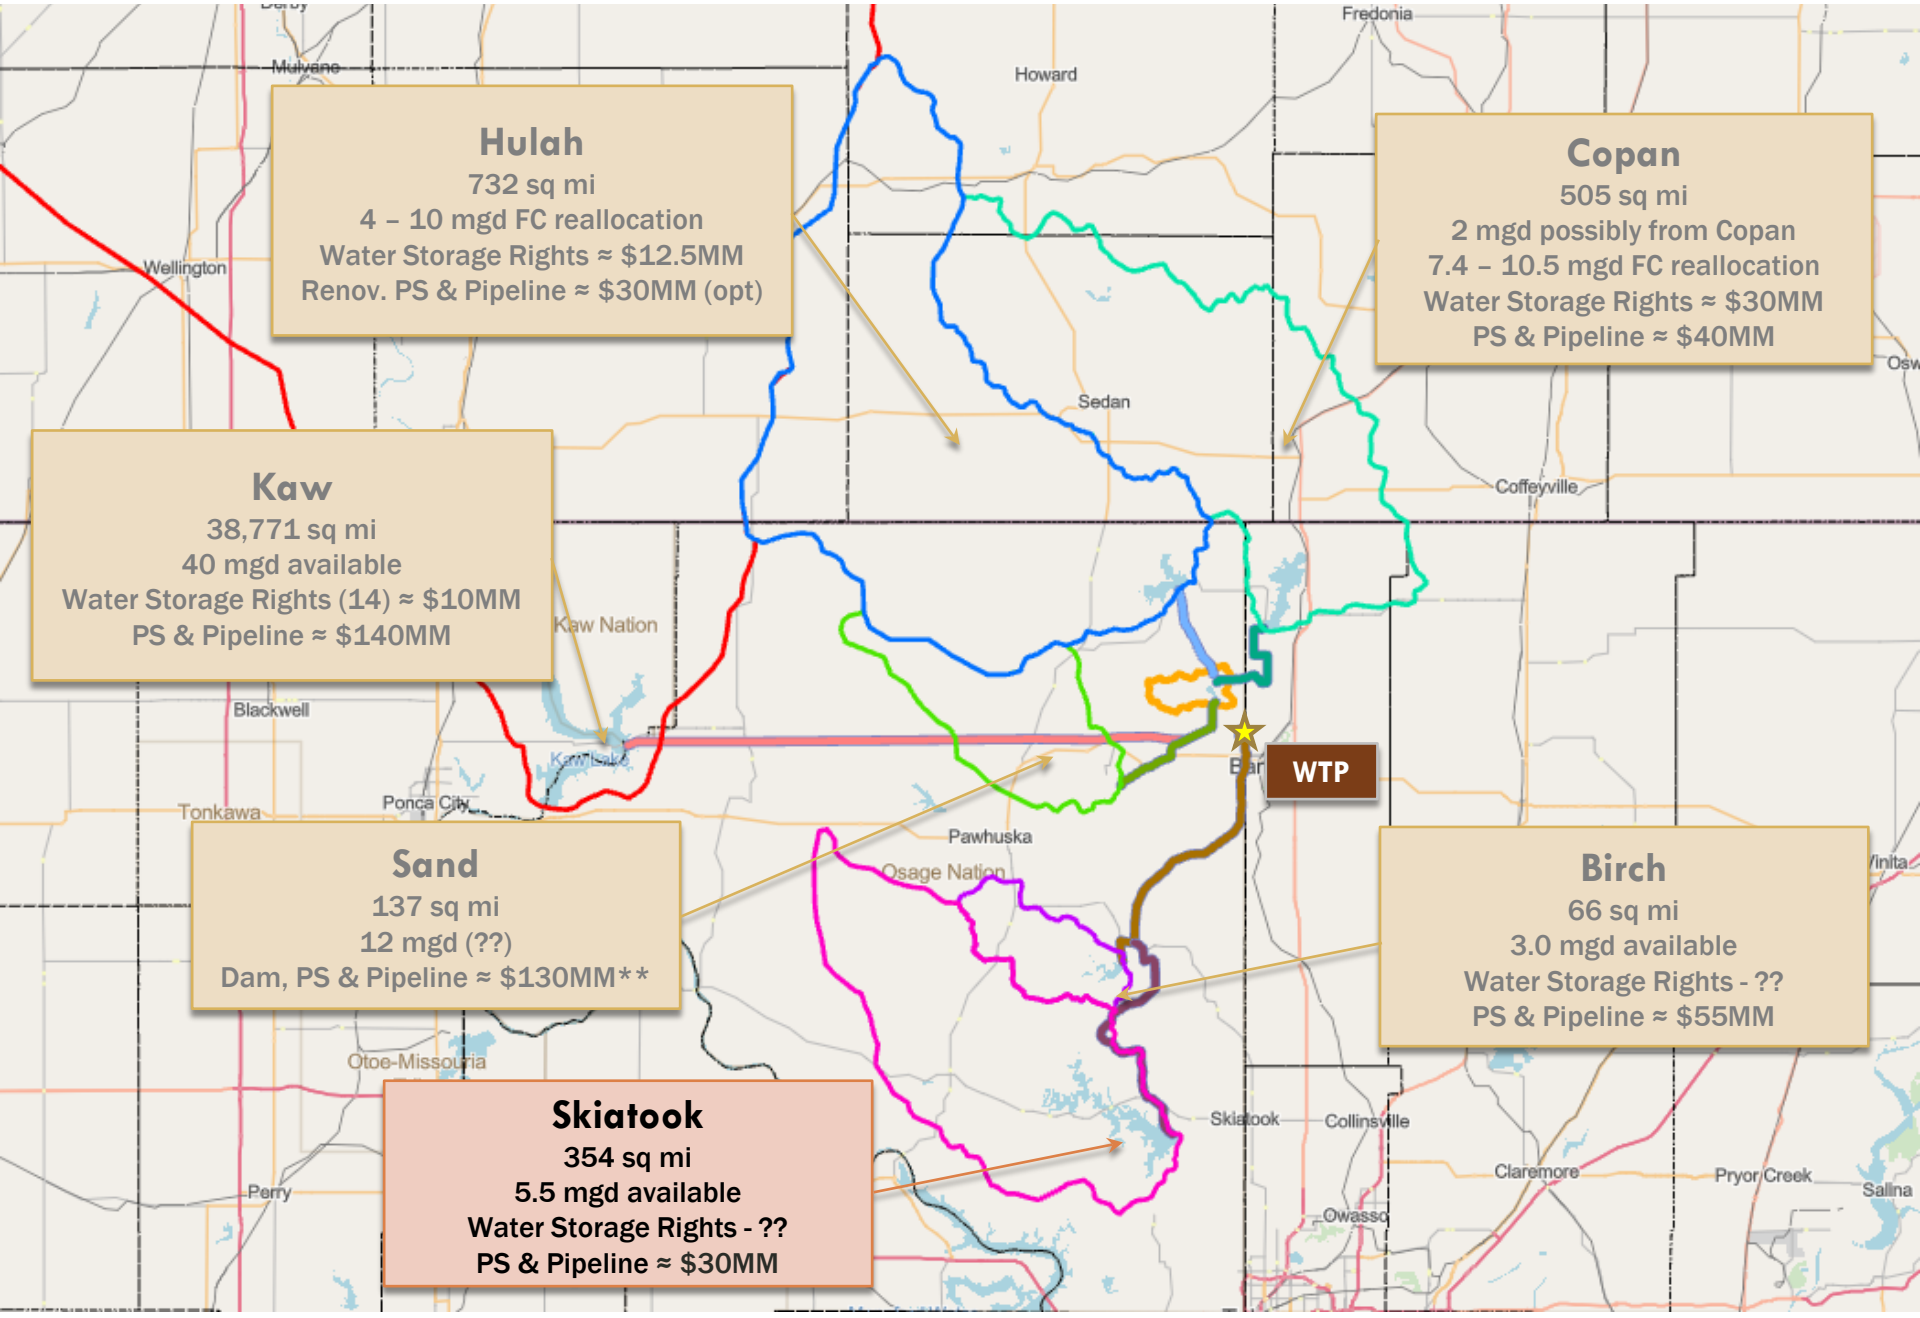 Derby
Fredonia
Mulvane
Howard
Hulah
732 sq mi
4 – 10 mgd FC reallocation
Water Storage Rights ≈ $12.5MM
Renov. PS & Pipeline ≈ $30MM (opt)
Copan
505 sq mi
2 mgd possibly from Copan
7.4 – 10.5 mgd FC reallocation
Water Storage Rights ≈ $30MM
PS & Pipeline ≈ $40MM
Wellington
Osw
Sedan
Coffeyville
Kaw
38,771 sq mi
40 mgd available
Water Storage Rights (14) ≈ $10MM
PS & Pipeline ≈ $140MM
Kaw Nation
Blackwell
Kaw Lake
Bar
WTP
Ponca City
Tonkawa
Pawhuska
Osage Nation
Vinita
Sand
137 sq mi
12 mgd (??)
Dam, PS & Pipeline ≈ $130MM**
Birch
66 sq mi
3.0 mgd available
Water Storage Rights - ??
PS & Pipeline ≈ $55MM
Otoe-Missouria
Skiatook
354 sq mi
5.5 mgd available
Water Storage Rights - ??
PS & Pipeline ≈ $30MM
Skiatook
Collinsville
Claremore
Pryor Creek
Salina
Perry
Owasso